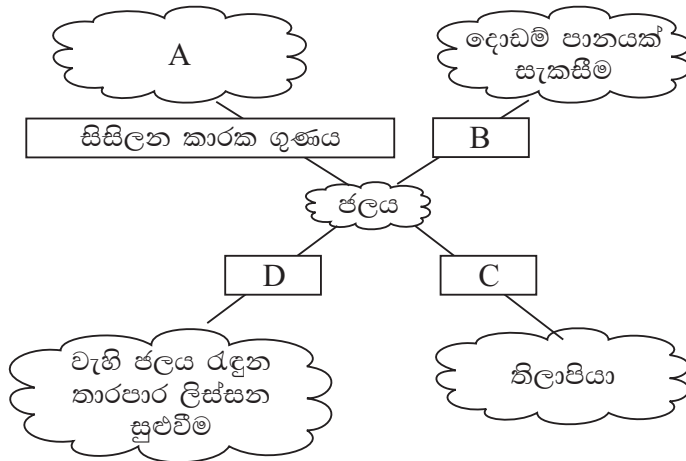 A
දොඩම් පානයක්
සැකසීම
සිසිලන කාරක ගුණය
B
ජලය
D
C
වැහි ජලය රැඳුන
තාරපාර ලිස්සන
සුළුවීම
තිලාපියා